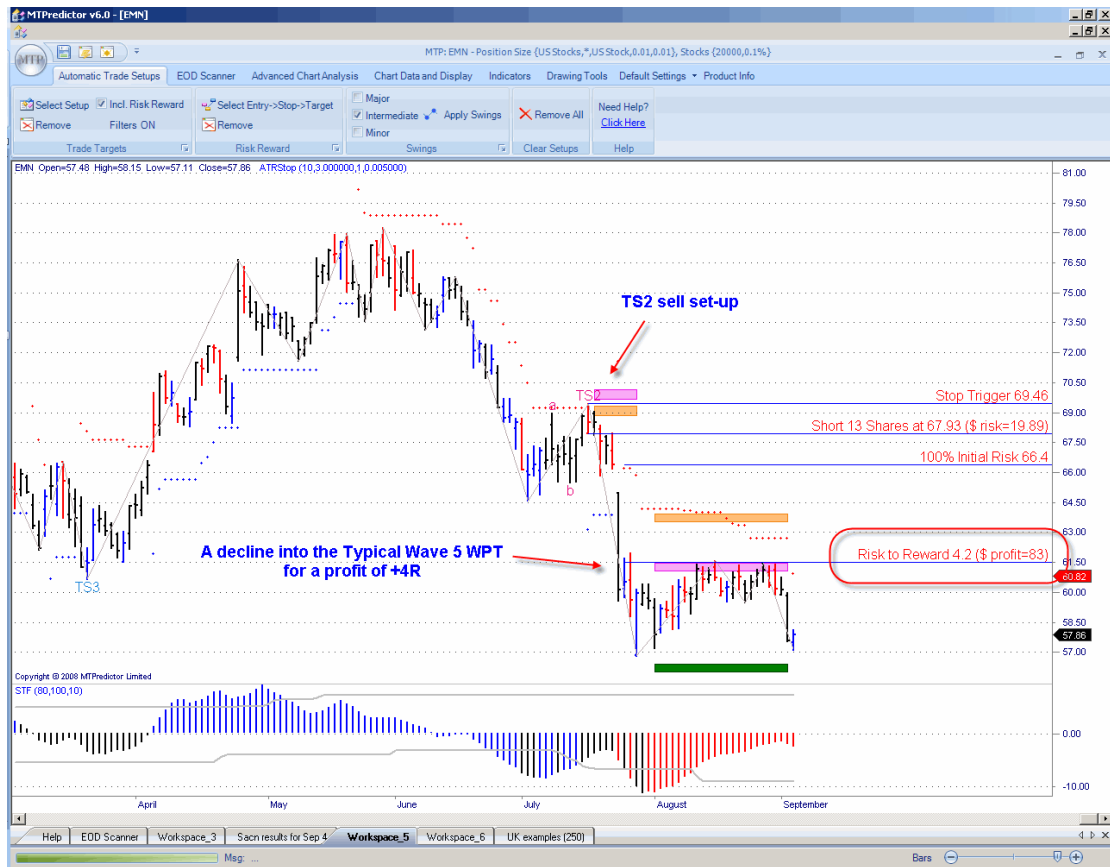 MTPredictor v6.0 - [EMN]
MTP
MTP: EMN - Position Size {US Stocks,*,US Stock,0.01,0.01}, Stocks {20000,0.1%}
Automatic Trade Setups EOD Scanner Advanced Chart Analysis Chart Data and Display Indicators Drawing Tools Default Settings Product Info
Select Setup Incl. Risk Reward
Remove Filters ON
Trade Targets
Select Entry->Stop->Target
Remove
Risk Reward
Major
Intermediate Apply Swings
Minor
Swings
Remove All
Clear Setups
Need Help?
Click Here
Help
EMN Open=57.48 High=58.15 Low=57.11 Close=57.86 ATRStop (10,3.000000,1,0.005000)
81.00
79.50
78.00
76.50
75.00
TS2 sell set-up
73.50
72.00
70.50
TS2
Stop Trigger 69.46
a
69.00
Short 13 Shares at 67.93 ($ risk=19.89)
67.50
100% Initial Risk 66.4
66.00
b
64.50
63.00
A decline into the Typical Wave 5 WPT
for a profit of +4R
Risk to Reward 4.2 ($ profit=83)
61.50
60.82
TS3
60.00
58.50
57.86
57.00
Copyright @ 2008 MTPredictor Limited
STF (80,100,10)
0.00
-10.00
April May June July August September
Help EOD Scanner Workspace_3 Sacn results for Sep 4 Workspace_5 Workspace_6 UK examples (250)
Msg: ...
Bars